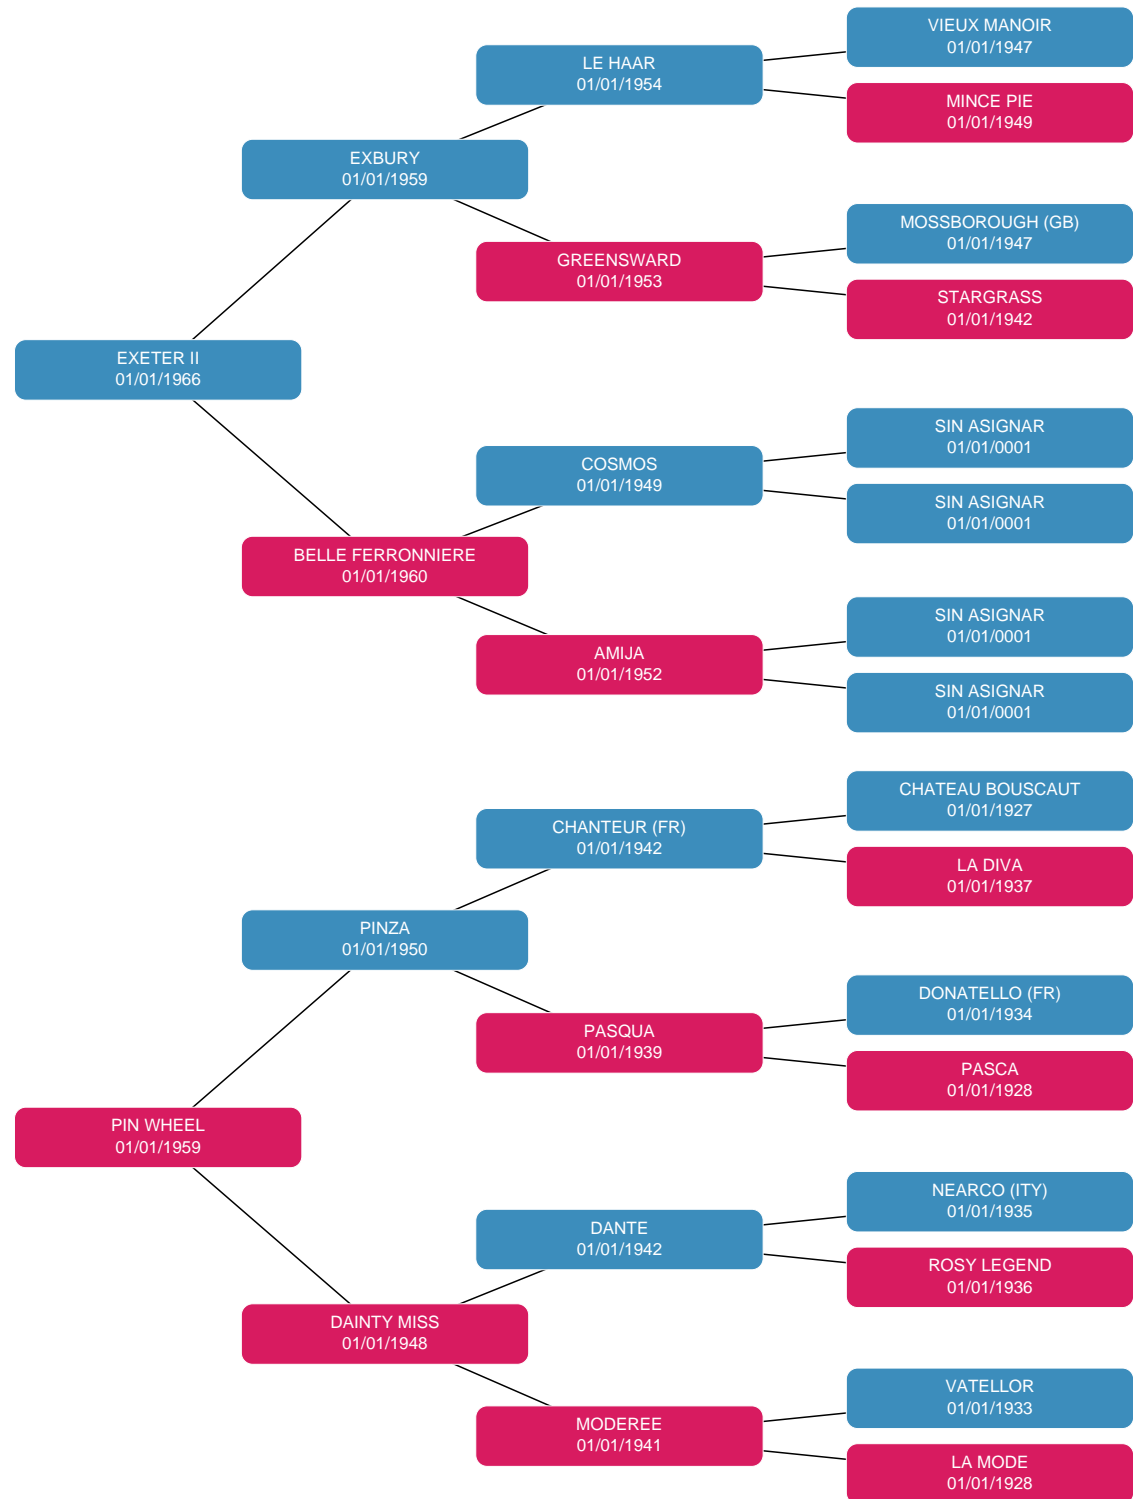 VIEUX MANOIR
01/01/1947
LE HAAR
01/01/1954
MINCE PIE
01/01/1949
EXBURY
01/01/1959
MOSSBOROUGH (GB)
01/01/1947
GREENSWARD
01/01/1953
STARGRASS
01/01/1942
EXETER II
01/01/1966
SIN ASIGNAR
01/01/0001
COSMOS
01/01/1949
SIN ASIGNAR
01/01/0001
BELLE FERRONNIERE
01/01/1960
SIN ASIGNAR
01/01/0001
AMIJA
01/01/1952
SIN ASIGNAR
01/01/0001
CHATEAU BOUSCAUT
01/01/1927
CHANTEUR (FR)
01/01/1942
LA DIVA
01/01/1937
PINZA
01/01/1950
DONATELLO (FR)
01/01/1934
PASQUA
01/01/1939
PASCA
01/01/1928
PIN WHEEL
01/01/1959
NEARCO (ITY)
01/01/1935
DANTE
01/01/1942
ROSY LEGEND
01/01/1936
DAINTY MISS
01/01/1948
VATELLOR
01/01/1933
MODEREE
01/01/1941
LA MODE
01/01/1928